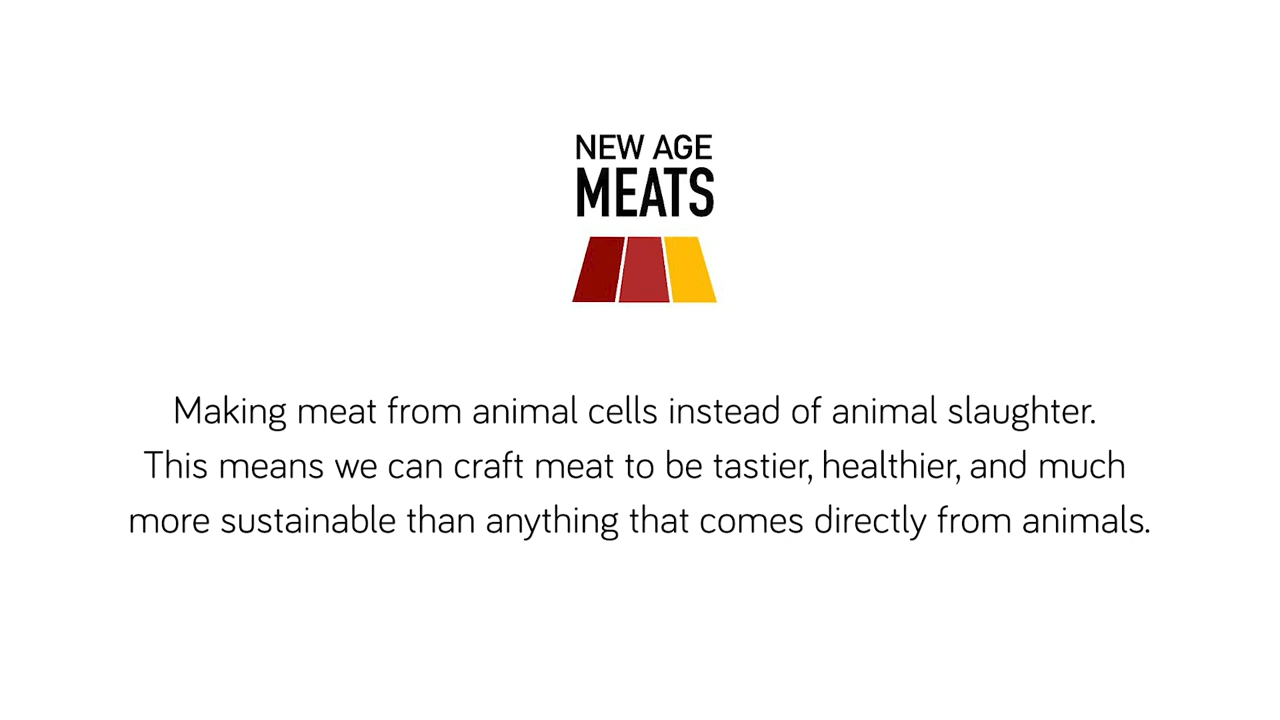 NEW AGE
MEATS
Making meat from animal cells instead of animal slaughter.
This means we can craft meat to be tastier, healthier, and much
more sustainable than anything that comes directly from animals.